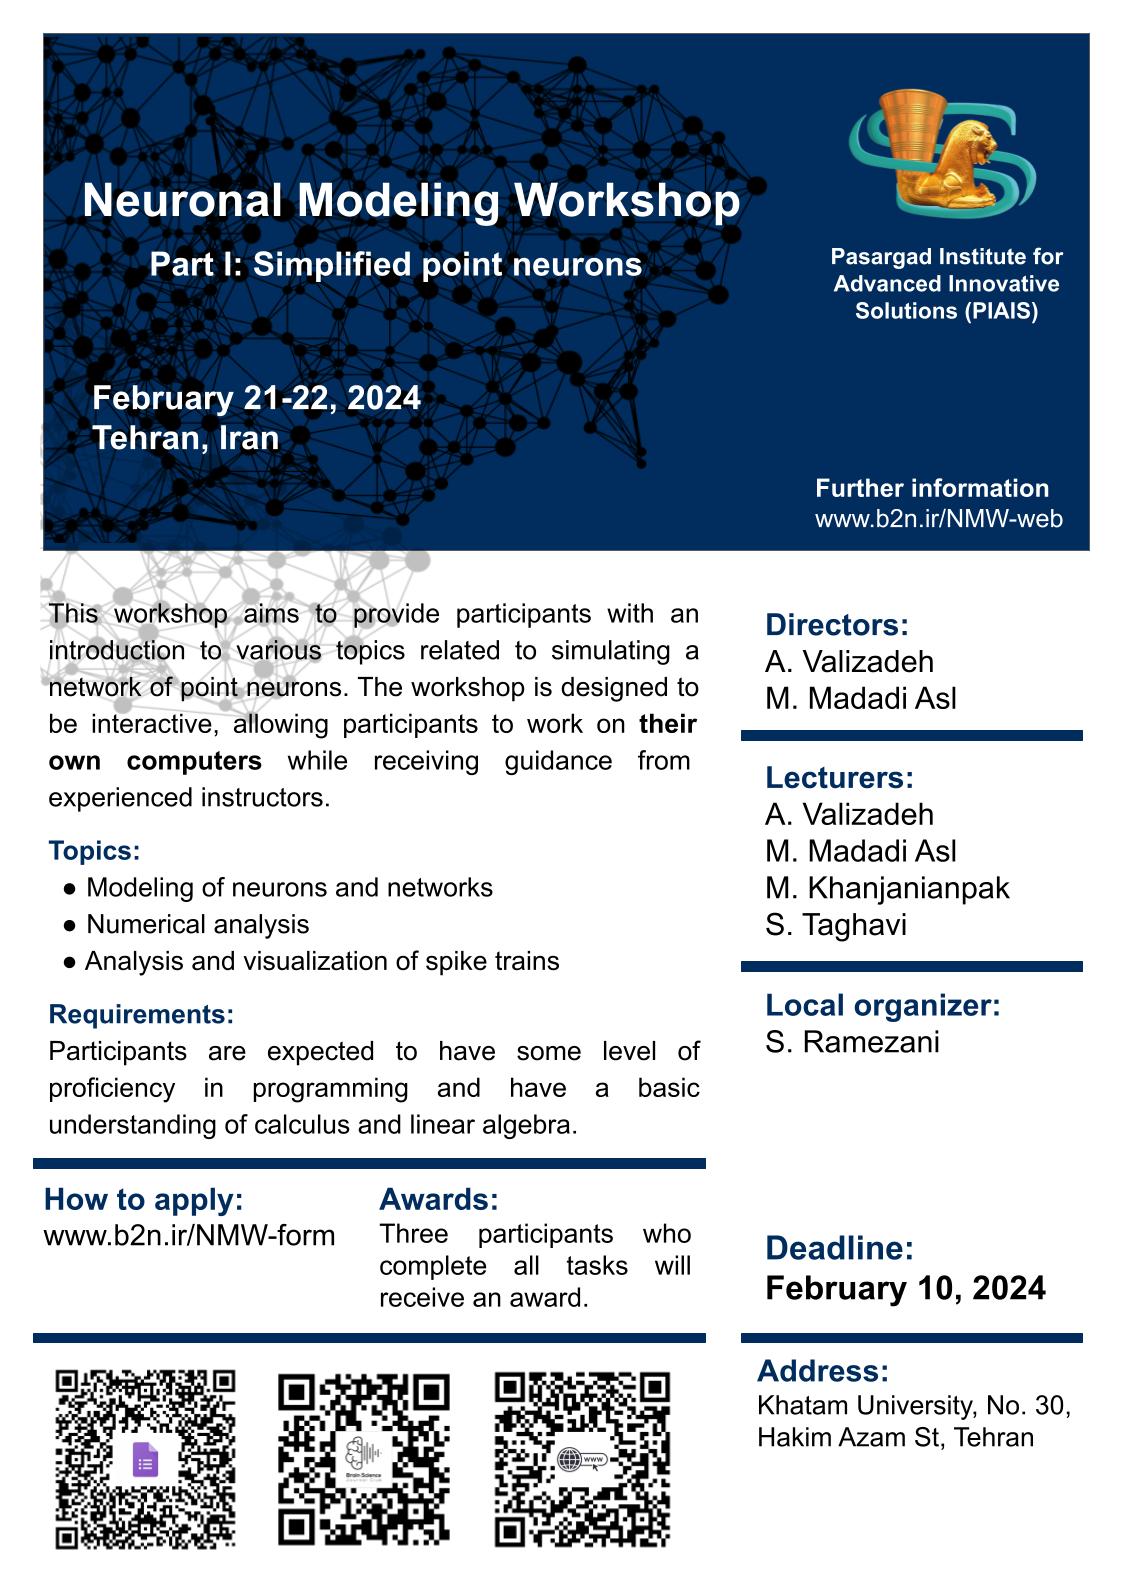 Neuronal Modeling Workshop
Part I: Simplified point neurons
February 21-22, 2024
Tehran, Iran
Pasargad Institute for
Advanced Innovative
Solutions (PIAIS)
Further information
www.b2n.ir/NMW-web
This workshop aims to provide participants with an
introduction to various topics related to simulating a
network of point neurons. The workshop is designed to
be interactive, allowing participants to work on their
own computers while receiving guidance from
experienced instructors.
Topics:
● Modeling of neurons and networks
● Numerical analysis
● Analysis and visualization of spike trains
Requirements:
Participants are expected to have some level of
proficiency in programming and have a basic
understanding of calculus and linear algebra.
How to apply:
www.b2n.ir/NMW-form
Awards:
Three participants who
complete all tasks will
receive an award.
Directors:
A. Valizadeh
M. Madadi Asl
Lecturers:
A. Valizadeh
M. Madadi Asl
M. Khanjanianpak
S. Taghavi
Local organizer:
S. Ramezani
Deadline:
February 10, 2024
Address:
Khatam University, No. 30,
Hakim Azam St, Tehran
Brain Science
Journal Club
www